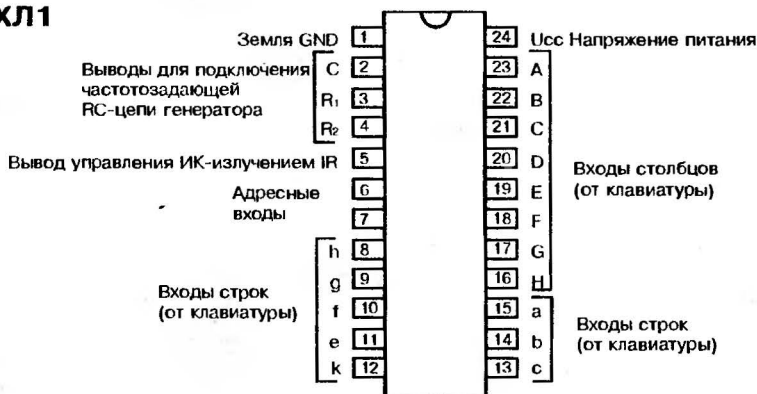 ХЛ1
Земля GND 1
Выводы для подключения
частотозадающей
RC-цепи генератора
C 2
R1 3
R2 4
Вывод управления ИК-излучением IR 5
Адресные
входы
6
7
Входы строк
(от клавиатуры)
h 8
g 9
f 10
e 11
k 12
24 Ucc Напряжение питания
23 A
22 B
21 C
20 D
19 E
18 F
17 G
16 H
Входы столбцов
(от клавиатуры)
15 a
14 b
13 c
Входы строк
(от клавиатуры)